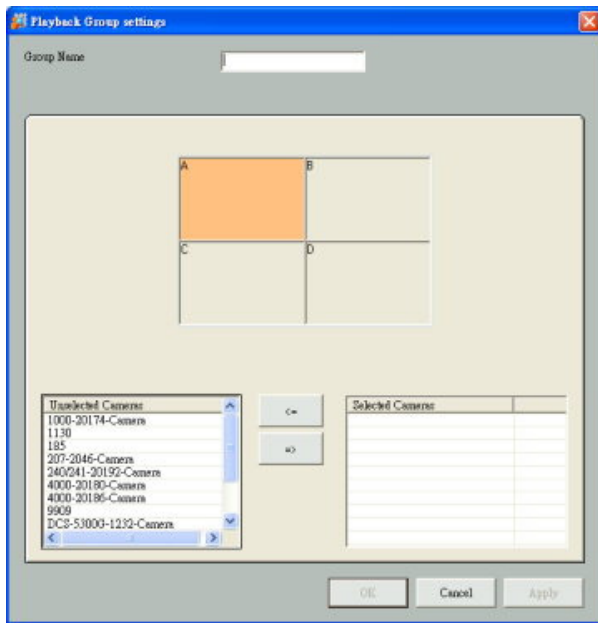 Playback Group settings
Group Name
A
B
C
D
Unselected Cameras
1000-20174-Camera
1130
185
207-2046-Camera
240/241-20192-Camera
4000-20180-Camera
4000-20186-Camera
9909
DCS-5300G-1232-Camera
<=
=>
Selected Cameras
OK
Cancel
Apply